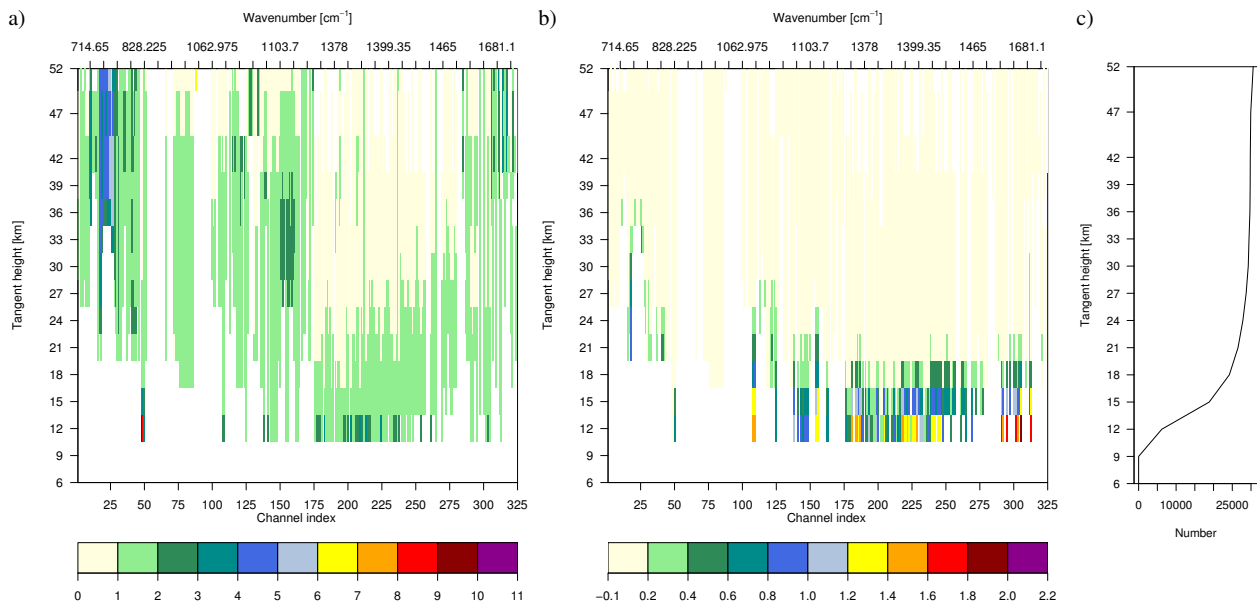 a)
Wavenumber [cm⁻¹]
714.65 828.225 1062.975 1103.7 1378 1399.35 1465 1681.1
52
47
42
39
36
33
30
27
24
21
18
15
12
9
6
Tangent height [km]
25 50 75 100 125 150 175 200 225 250 275 300 325
Channel index
0 1 2 3 4 5 6 7 8 9 10 11
b)
Wavenumber [cm⁻¹]
714.65 828.225 1062.975 1103.7 1378 1399.35 1465 1681.1
52
47
42
39
36
33
30
27
24
21
18
15
12
9
6
Tangent height [km]
25 50 75 100 125 150 175 200 225 250 275 300 325
Channel index
−0.1 0.2 0.4 0.6 0.8 1.0 1.2 1.4 1.6 1.8 2.0 2.2
c)
52
47
42
39
36
33
30
27
24
21
18
15
12
9
6
Tangent height [km]
0 10000 25000
Number